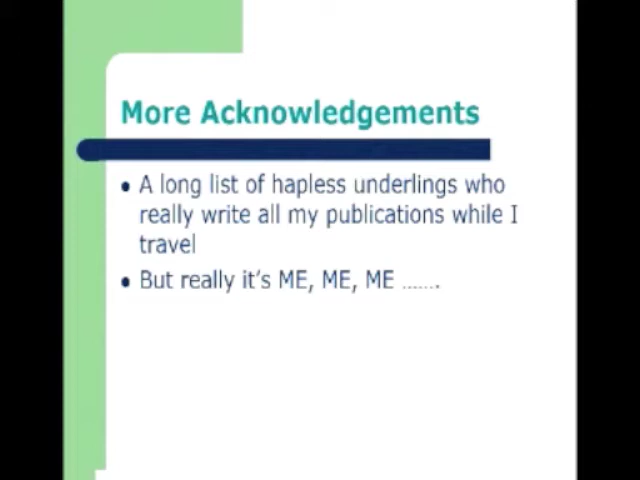 More Acknowledgements
• A long list of hapless underlings who
really write all my publications while I
travel
• But really it's ME, ME, ME .......